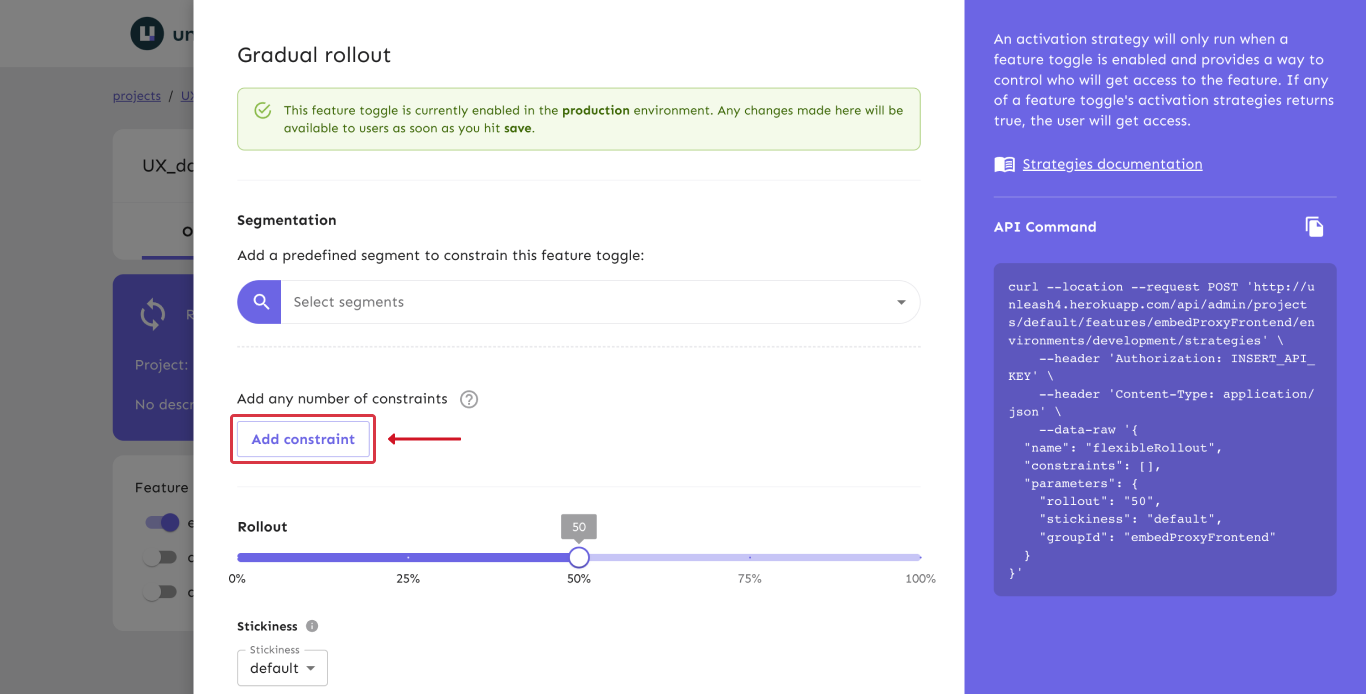 projects /
UX_do
Project:
No descr
Feature
Gradual rollout
This feature toggle is currently enabled in the production environment. Any changes made here will be
available to users as soon as you hit save.
Segmentation
Add a predefined segment to constrain this feature toggle:
Select segments
Add any number of constraints
Add constraint
Rollout
50
0% 25% 50% 75% 100%
Stickiness
Stickiness
default
An activation strategy will only run when a
feature toggle is enabled and provides a way to
control who will get access to the feature. If any
of a feature toggle's activation strategies returns
true, the user will get access.
Strategies documentation
API Command
curl --location --request POST 'http://u
nleash4.herokuapp.com/api/admin/project
s/default/features/embedProxyFrontend/en
vironments/development/strategies' \
--header 'Authorization: INSERT_API_
KEY' \
--header 'Content-Type: application/
json' \
--data-raw '{
"name": "flexibleRollout",
"constraints": [],
"parameters": {
"rollout": "50",
"stickiness": "default",
"groupId": "embedProxyFrontend"
}
}'